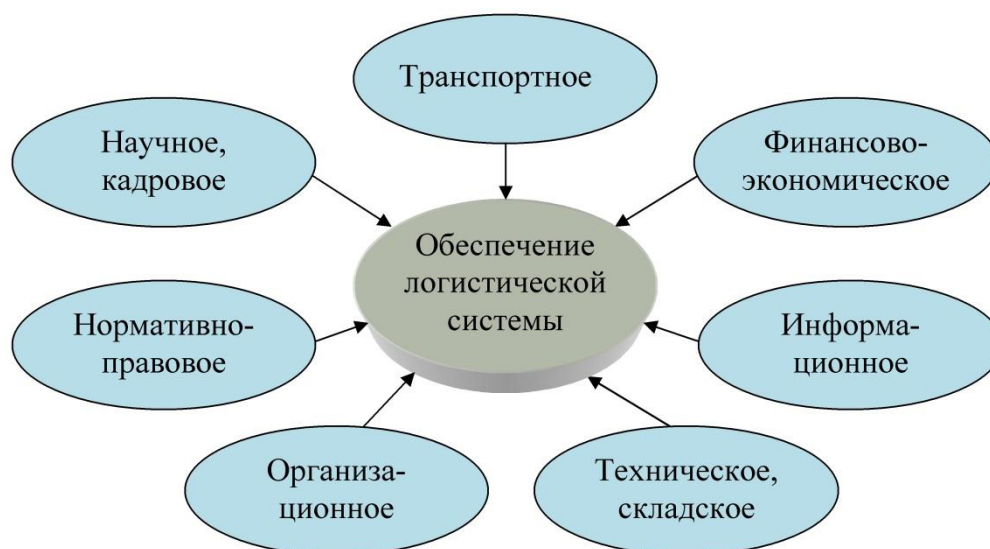 Транспортное
Научное,
кадровое
Финансово-
экономическое
Обеспечение
логистической
системы
Нормативно-
правовое
Информа-
ционное
Организа-
ционное
Техническое,
складское